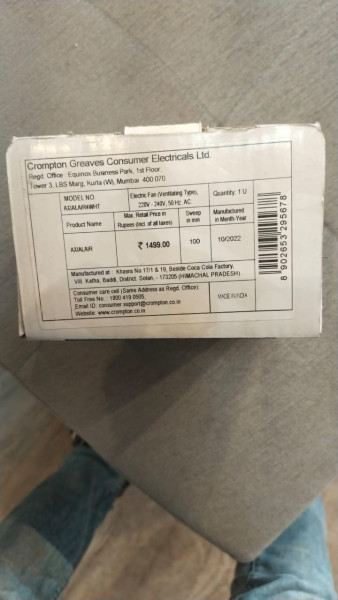 Crompton Greaves Consumer Electricals Ltd.
Regd. Office : Equinox Business Park, 1st Floor,
Tower 3, LBS Marg, Kurla (W), Mumbai 400 070
MODEL NO Electric Fan (Ventilating Type), Quantity: 1 U
220V - 240V, 50 Hz. AC.
Product Name Max. Retail Price in Rupees (Incl. of all taxes) Sweep in mm Manufactured in Month-Year
AXIALAIR ₹ 1499.00 100 10/2022
Manufactured at : Khasra No 17/1 & 19, Beside Coca Cola Factory,
Vill. Katha, Baddi, District. Solan, - 173205 (HIMACHAL PRADESH)
Consumer care cell (Same Address as Regd. Office):
Toll Free No. : 1800 419 0505,
Email ID: consumer.support@crompton.co.in
Website: www.crompton.co.in
MADE IN INDIA
8 902653 295678